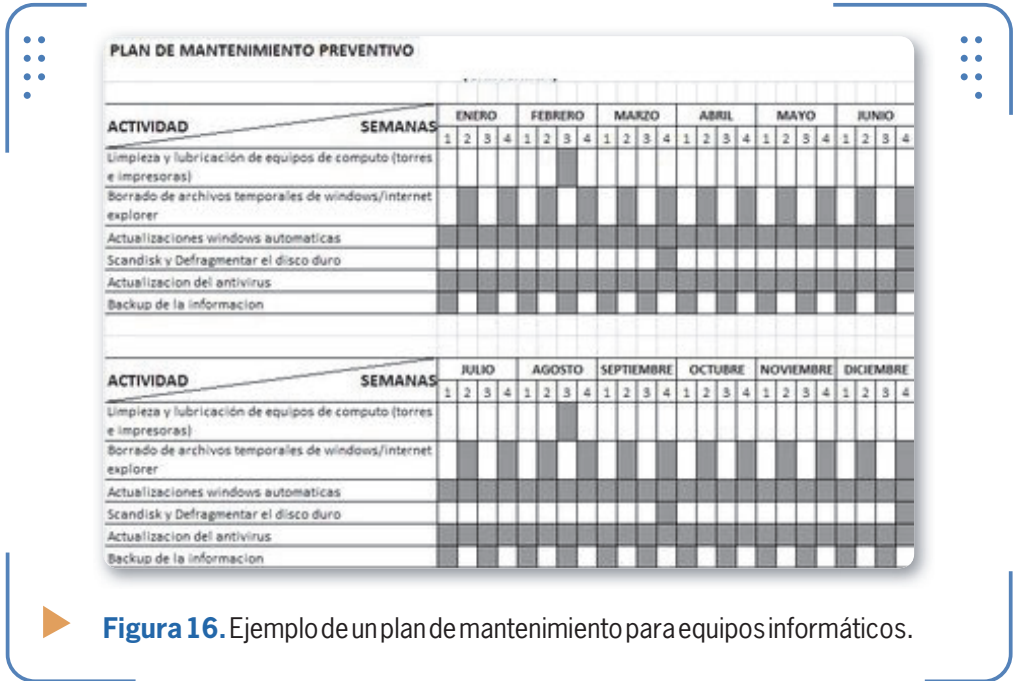 PLAN DE MANTENIMIENTO PREVENTIVO
ACTIVIDAD SEMANAS ENERO FEBRERO MARZO ABRIL MAYO JUNIO
1 2 3 4 1 2 3 4 1 2 3 4 1 2 3 4 1 2 3 4 1 2 3 4
Limpieza y lubricación de equipos de computo (torres
e impresoras)
Borrado de archivos temporales de windows/internet
explorer
Actualizaciones windows automaticas
Scandisk y Defragmentar el disco duro
Actualizacion del antivirus
Backup de la informacion
ACTIVIDAD SEMANAS JULIO AGOSTO SEPTIEMBRE OCTUBRE NOVIEMBRE DICIEMBRE
1 2 3 4 1 2 3 4 1 2 3 4 1 2 3 4 1 2 3 4 1 2 3 4
Limpieza y lubricación de equipos de computo (torres
e impresoras)
Borrado de archivos temporales de windows/internet
explorer
Actualizaciones windows automaticas
Scandisk y Defragmentar el disco duro
Actualizacion del antivirus
Backup de la informacion
Figura 16. Ejemplo de un plan de mantenimiento para equipos informáticos.